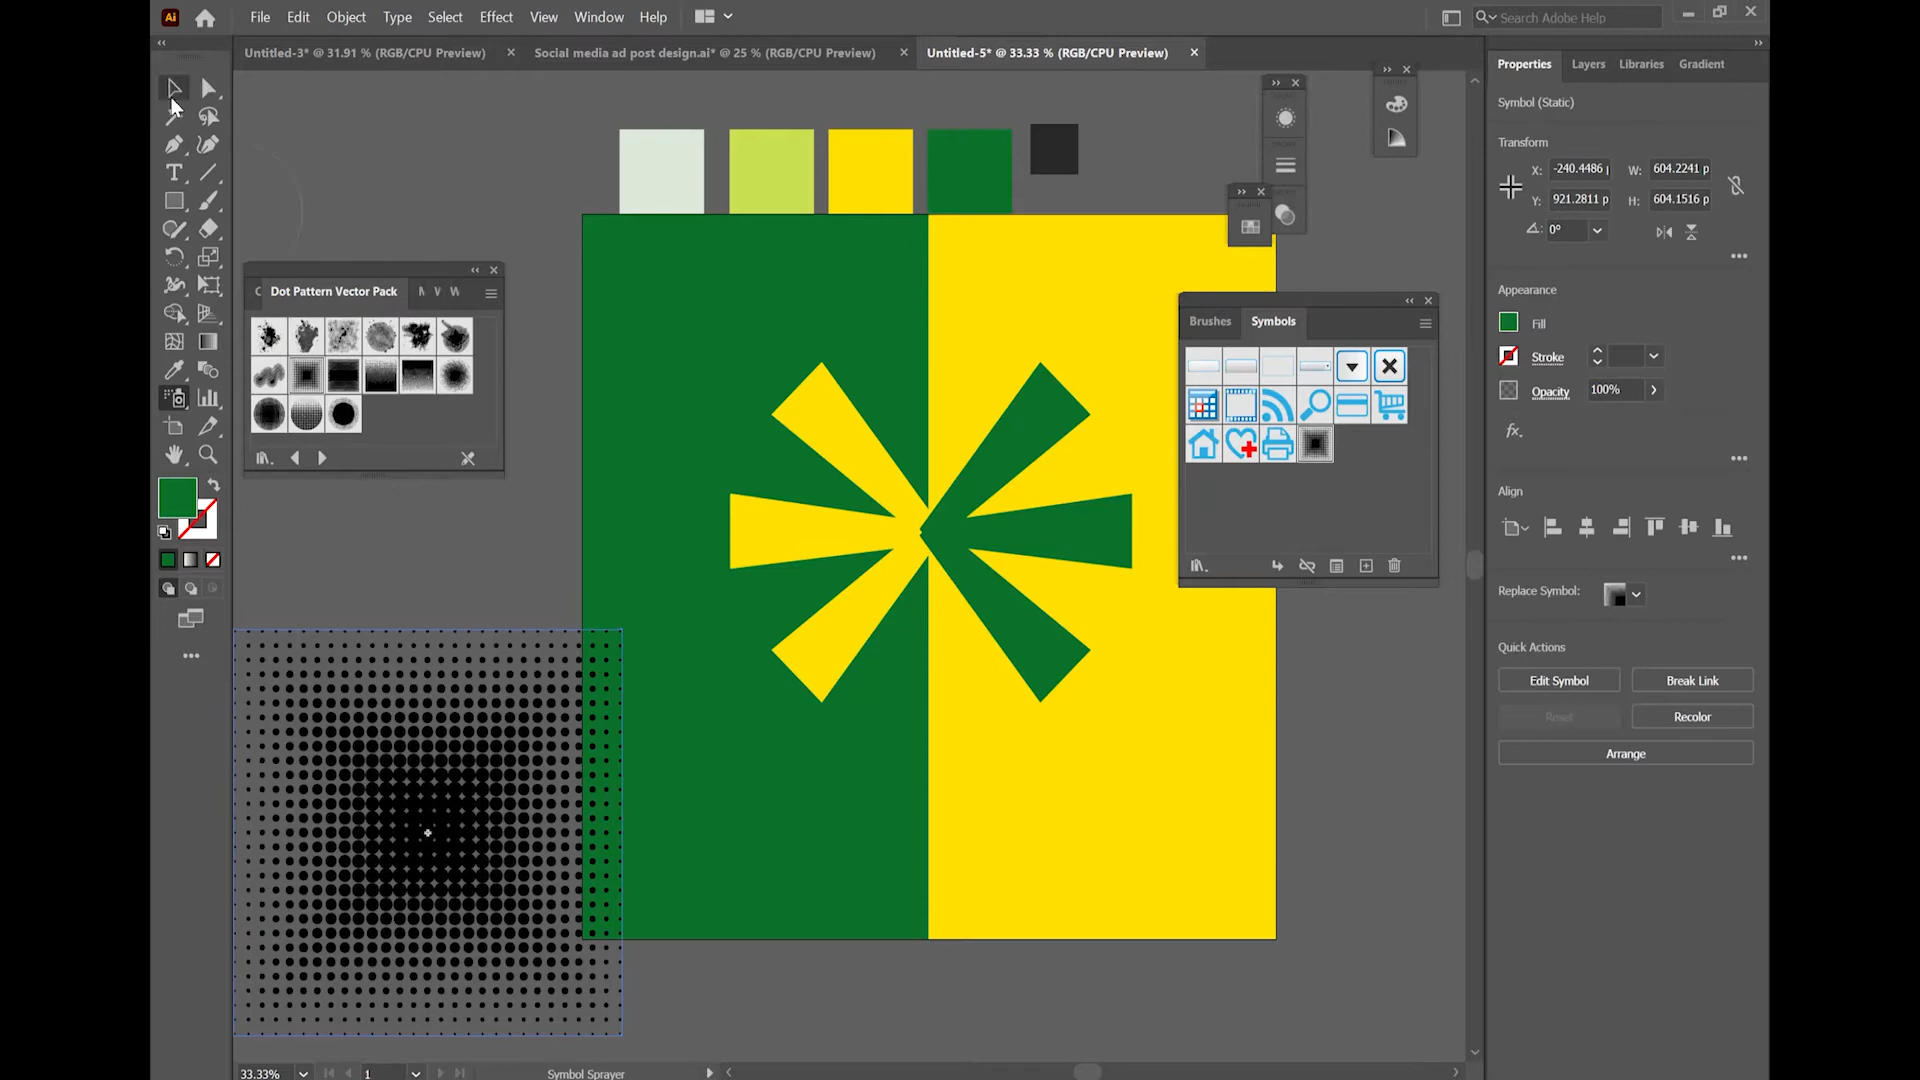 Ai File Edit Object Type Select Effect View Window Help Search Adobe Help
Untitled-3* @ 31.91 % (RGB/CPU Preview) Social media ad post design.ai* @ 25 % (RGB/CPU Preview) Untitled-5* @ 33.33 % (RGB/CPU Preview)
Properties Layers Libraries Gradient
Symbol (Static)
Transform
X: -240.4486 p W: 604.2241 p
Y: 921.2811 p H: 604.1516 p
0°
Appearance
Fill
Stroke
Opacity 100%
fx.
Align
Replace Symbol:
Quick Actions
Edit Symbol Break Link
Reset Recolor
Arrange
Dot Pattern Vector Pack M V W
Brushes Symbols
33.33% 1 Symbol Sprayer